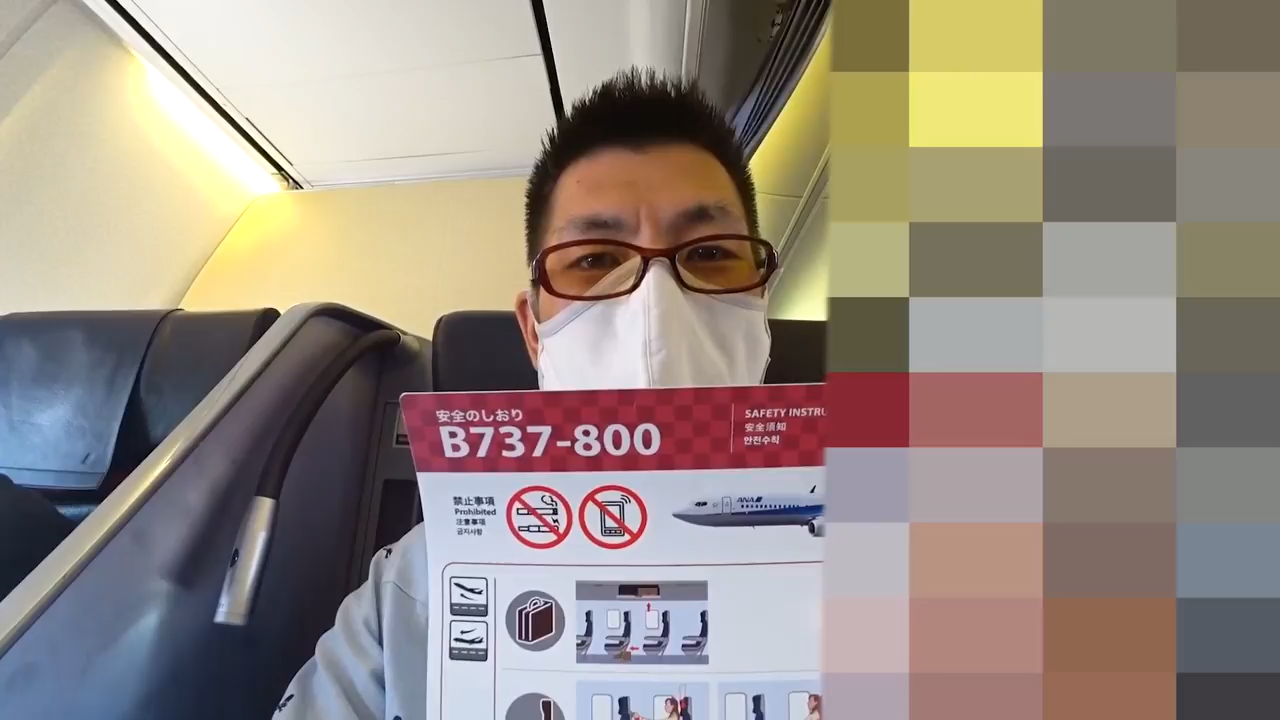 安全のしおり
B737-800
SAFETY INSTRU
安全須知
안전수칙
禁止事項
Prohibited
注意事項
금지사항
ANA